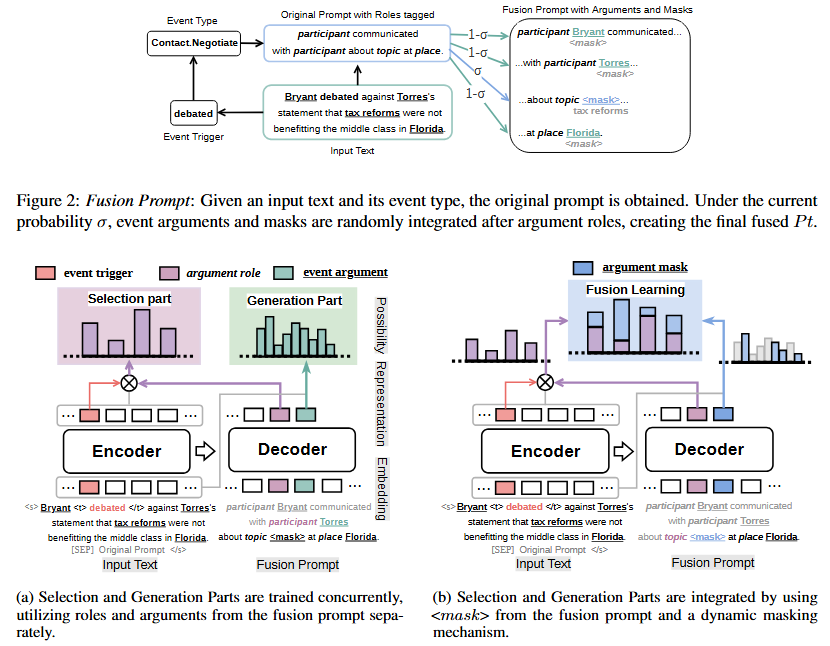 Event Type
Contact.Negotiate
debated
Event Trigger
Original Prompt with Roles tagged
participant communicated
with participant about topic at place.
Bryant debated against Torres's
statement that tax reforms were not
benefitting the middle class in Florida.
Input Text
1-σ
1-σ
σ
1-σ
Fusion Prompt with Arguments and Masks
participant Bryant communicated...
<mask>
...with participant Torres...
<mask>
...about topic <mask>...
tax reforms
...at place Florida.
<mask>
Figure 2: Fusion Prompt: Given an input text and its event type, the original prompt is obtained. Under the current
probability σ, event arguments and masks are randomly integrated after argument roles, creating the final fused Pt.
event trigger
argument role
event argument
Selection part
Generation Part
Possibility
Representation
Embedding
...
...
...
...
Encoder
Decoder
...
...
...
...
<s> Bryant <t> debated </t> against Torres's
statement that tax reforms were not
benefitting the middle class in Florida.
[SEP] Original Prompt </s>
Input Text
participant Bryant communicated
with participant Torres
about topic <mask> at place Florida.
Fusion Prompt
argument mask
Fusion Learning
...
...
...
...
Encoder
Decoder
...
...
...
...
<s> Bryant <t> debated </t> against Torres's
statement that tax reforms were not
benefitting the middle class in Florida.
[SEP] Original Prompt </s>
Input Text
participant Bryant communicated
with participant Torres
about topic <mask> at place Florida.
Fusion Prompt
(a) Selection and Generation Parts are trained concurrently,
utilizing roles and arguments from the fusion prompt sepa-
rately.
(b) Selection and Generation Parts are integrated by using
<mask> from the fusion prompt and a dynamic masking
mechanism.